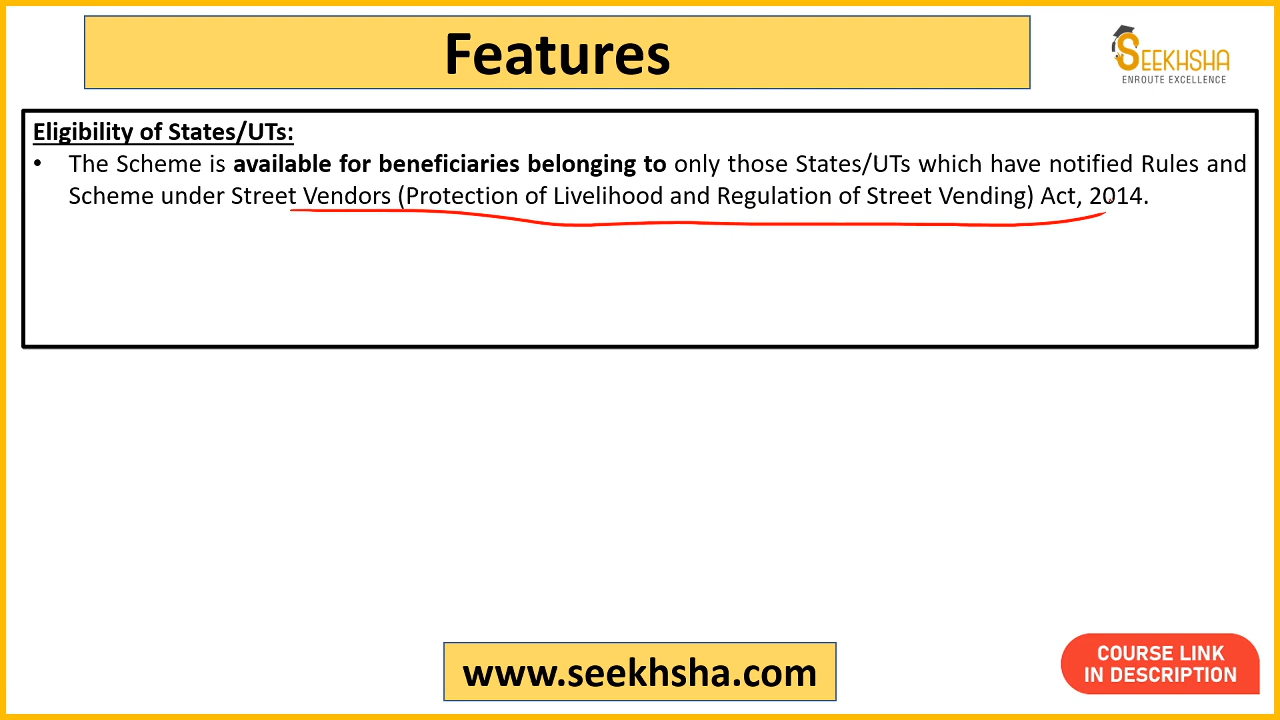 Features
SEEKHSHA
ENROUTE EXCELLENCE
Eligibility of States/UTs:
• The Scheme is available for beneficiaries belonging to only those States/UTs which have notified Rules and
Scheme under Street Vendors (Protection of Livelihood and Regulation of Street Vending) Act, 2014.
www.seekhsha.com
COURSE LINK
IN DESCRIPTION